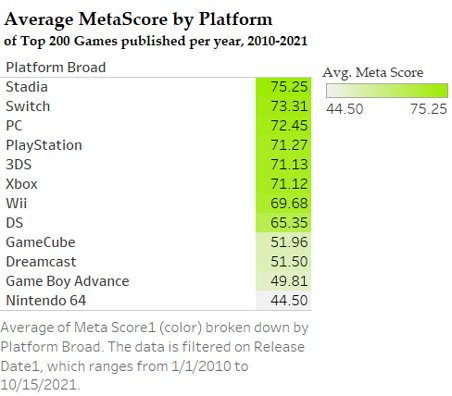 Average MetaScore by Platform
of Top 200 Games published per year, 2010-2021
Platform Broad
Stadia 75.25
Switch 73.31
PC 72.45
PlayStation 71.27
3DS 71.13
Xbox 71.12
Wii 69.68
DS 65.35
GameCube 51.96
Dreamcast 51.50
Game Boy Advance 49.81
Nintendo 64 44.50
Avg. Meta Score
44.50 75.25
Average of Meta Score1 (color) broken down by
Platform Broad. The data is filtered on Release
Date1, which ranges from 1/1/2010 to
10/15/2021.